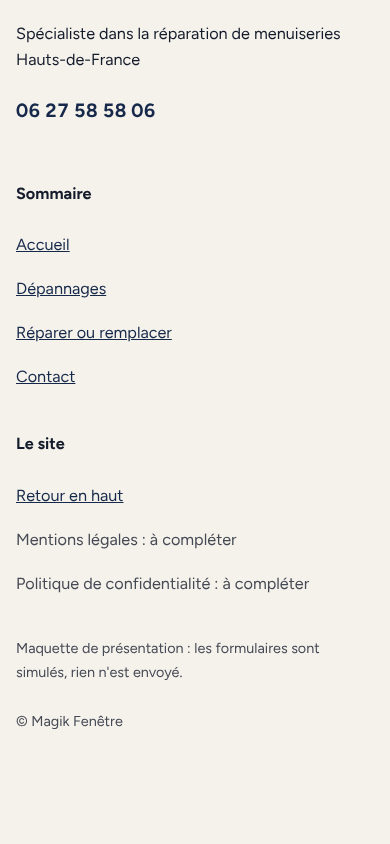 Spécialiste dans la réparation de menuiseries
Hauts-de-France
06 27 58 58 06
Sommaire
Accueil
Dépannages
Réparer ou remplacer
Contact
Le site
Retour en haut
Mentions légales : à compléter
Politique de confidentialité : à compléter
Maquette de présentation : les formulaires sont
simulés, rien n'est envoyé.
© Magik Fenêtre